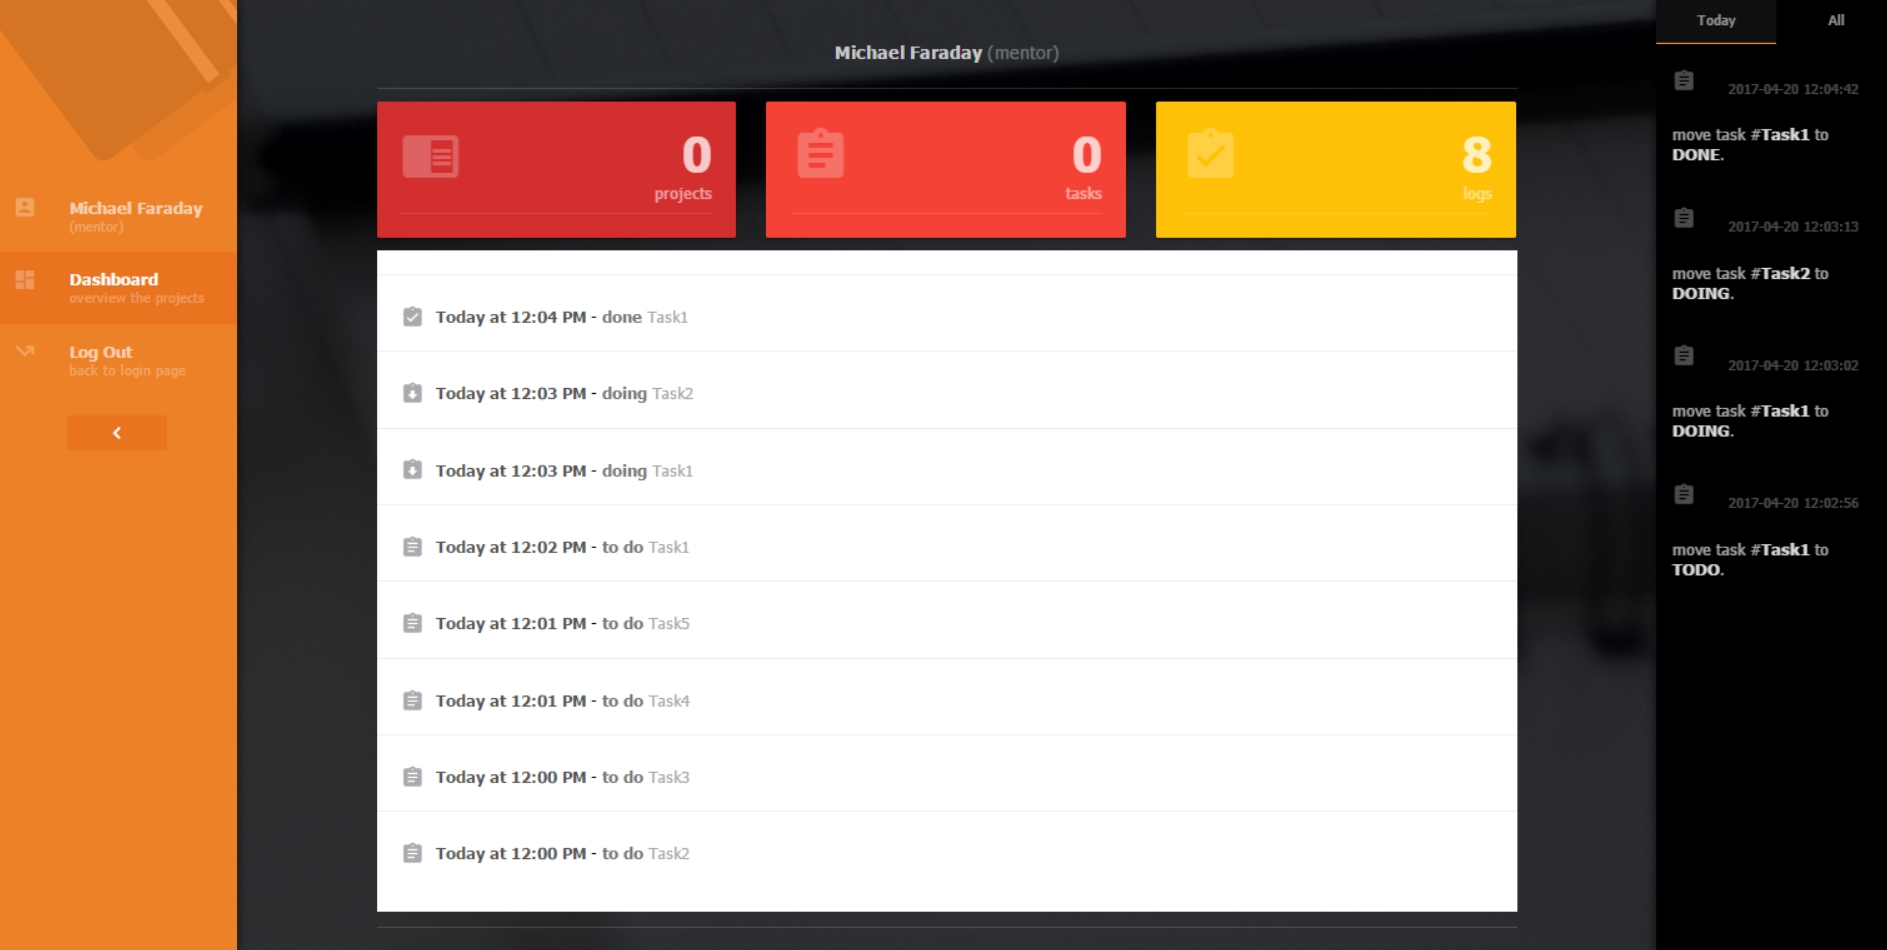 Michael Faraday
(mentor)
Dashboard
overview the projects
Log Out
back to login page
Michael Faraday (mentor)
0
projects
0
tasks
8
logs
Today at 12:04 PM - done Task1
Today at 12:03 PM - doing Task2
Today at 12:03 PM - doing Task1
Today at 12:02 PM - to do Task1
Today at 12:01 PM - to do Task5
Today at 12:01 PM - to do Task4
Today at 12:00 PM - to do Task3
Today at 12:00 PM - to do Task2
Today All
2017-04-20 12:04:42
move task #Task1 to
DONE.
2017-04-20 12:03:13
move task #Task2 to
DOING.
2017-04-20 12:03:02
move task #Task1 to
DOING.
2017-04-20 12:02:56
move task #Task1 to
TODO.